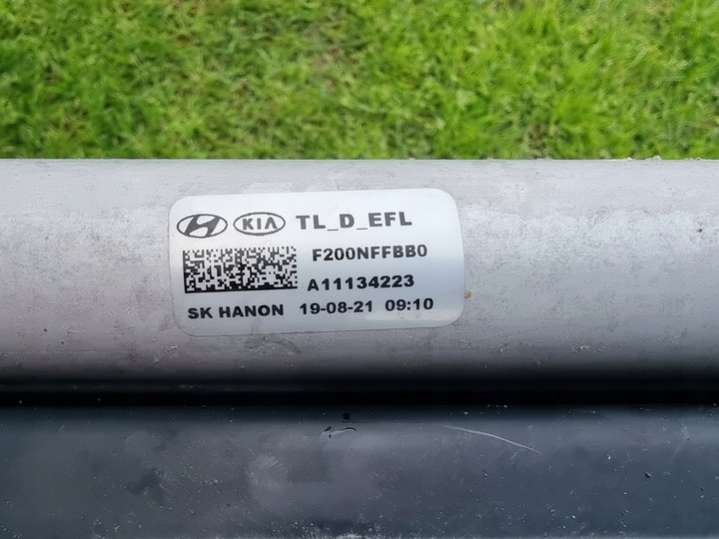 KIA TL_D_EFL
F200NFFBB0
A11134223
SK HANON 19-08-21 09:10